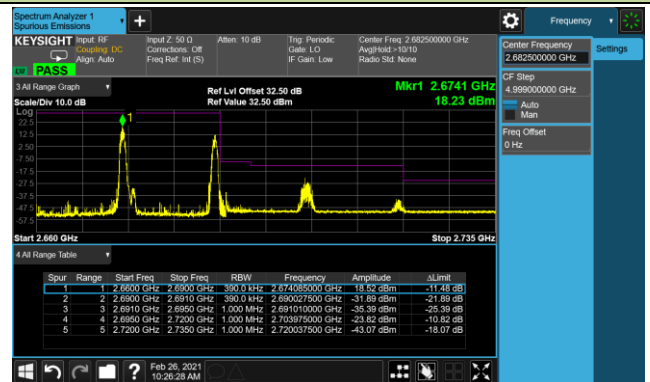 Spectrum Analyzer 1
Spurious Emissions
Frequency
KEYSIGHT
Input: RF
Coupling: DC
Align: Auto
Input Z: 50 Ω
Corrections: Off
Freq Ref: Int (S)
Atten: 10 dB
Trig: Periodic
Gate: LO
IF Gain: Low
Center Freq: 2.682500000 GHz
Avg|Hold:>10/10
Radio Std: None
PASS
Center Frequency
2.682500000 GHz
Settings
CF Step
4.999000000 GHz
Auto
Man
Freq Offset
0 Hz
3 All Range Graph
Scale/Div 10.0 dB
Ref Lvl Offset 32.50 dB
Ref Value 32.50 dBm
Mkr1 2.6741 GHz
18.23 dBm
Log
22.5
12.5
2.50
-7.50
-17.5
-27.5
-37.5
-47.5
-57.5
1
Start 2.660 GHz
Stop 2.735 GHz
4 All Range Table
Spur Range Start Freq Stop Freq RBW Frequency Amplitude ΔLimit
1 1 2.6600 GHz 2.6900 GHz 390.0 kHz 2.674085000 GHz 18.52 dBm -11.48 dB
2 2 2.6900 GHz 2.6910 GHz 390.0 kHz 2.690027500 GHz -31.89 dBm -21.89 dB
3 3 2.6910 GHz 2.6950 GHz 1.000 MHz 2.691010000 GHz -35.39 dBm -25.39 dB
4 4 2.6950 GHz 2.7200 GHz 1.000 MHz 2.703975000 GHz -23.82 dBm -10.82 dB
5 5 2.7200 GHz 2.7350 GHz 1.000 MHz 2.720037500 GHz -43.07 dBm -18.07 dB
Feb 26, 2021
10:26:28 AM